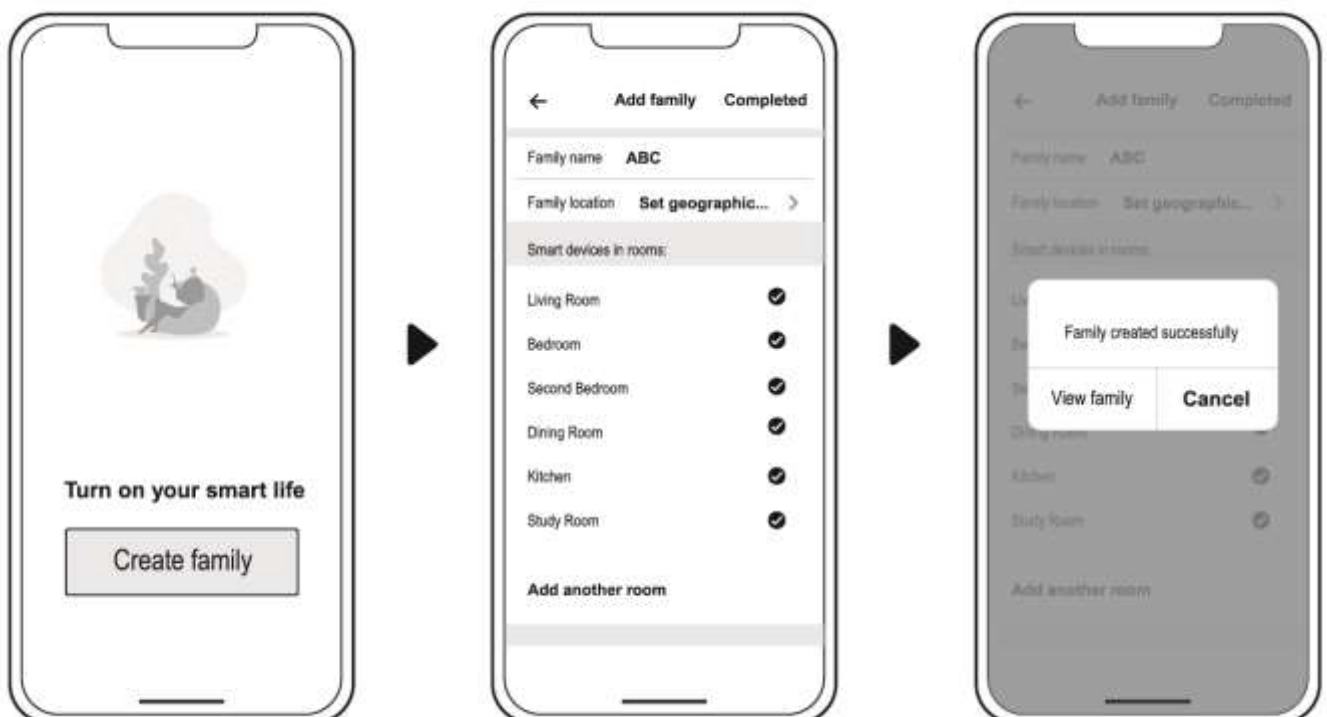 Turn on your smart life
Create family
Add family Completed
Family name ABC
Family location Set geographic...
Smart devices in rooms:
Living Room
Bedroom
Second Bedroom
Dining Room
Kitchen
Study Room
Add another room
Add family Completed
Family name ABC
Family location Set geographic...
Smart devices in rooms:
Family created successfully
View family Cancel
Dining Room
Kitchen
Study Room
Add another room